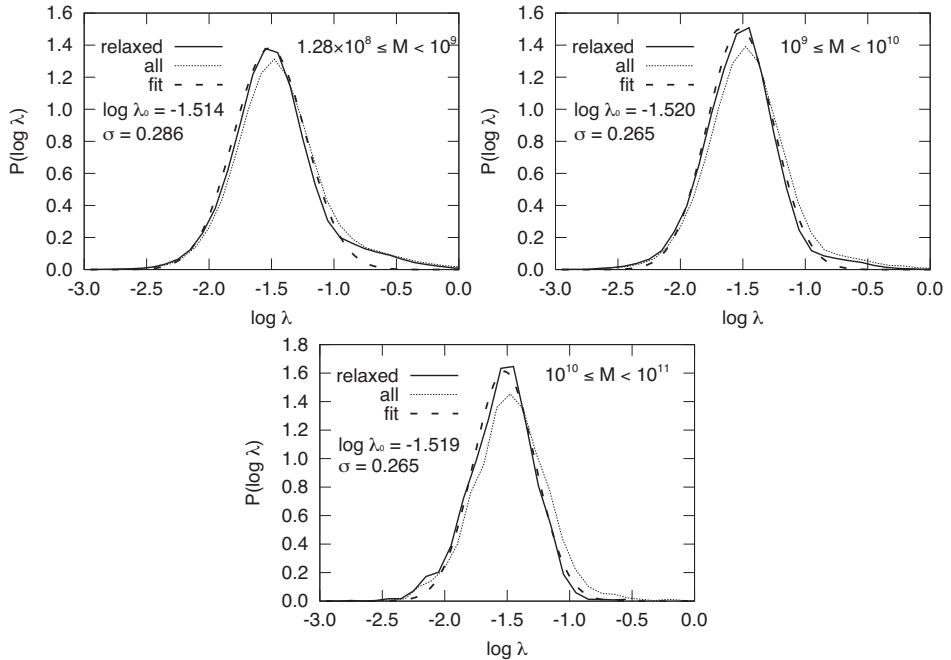 1.6
1.4
1.2
1.0
0.8
0.6
0.4
0.2
0.0
P(log λ)
relaxed
all
fit
log λ₀ = -1.514
σ = 0.286
1.28×10⁸ ≤ M < 10⁹
-3.0 -2.5 -2.0 -1.5 -1.0 -0.5 0.0
log λ
1.6
1.4
1.2
1.0
0.8
0.6
0.4
0.2
0.0
P(log λ)
relaxed
all
fit
log λ₀ = -1.520
σ = 0.265
10⁹ ≤ M < 10¹⁰
-3.0 -2.5 -2.0 -1.5 -1.0 -0.5 0.0
log λ
1.8
1.6
1.4
1.2
1.0
0.8
0.6
0.4
0.2
0.0
P(log λ)
relaxed
all
fit
log λ₀ = -1.519
σ = 0.265
10¹⁰ ≤ M < 10¹¹
-3.0 -2.5 -2.0 -1.5 -1.0 -0.5 0.0
log λ